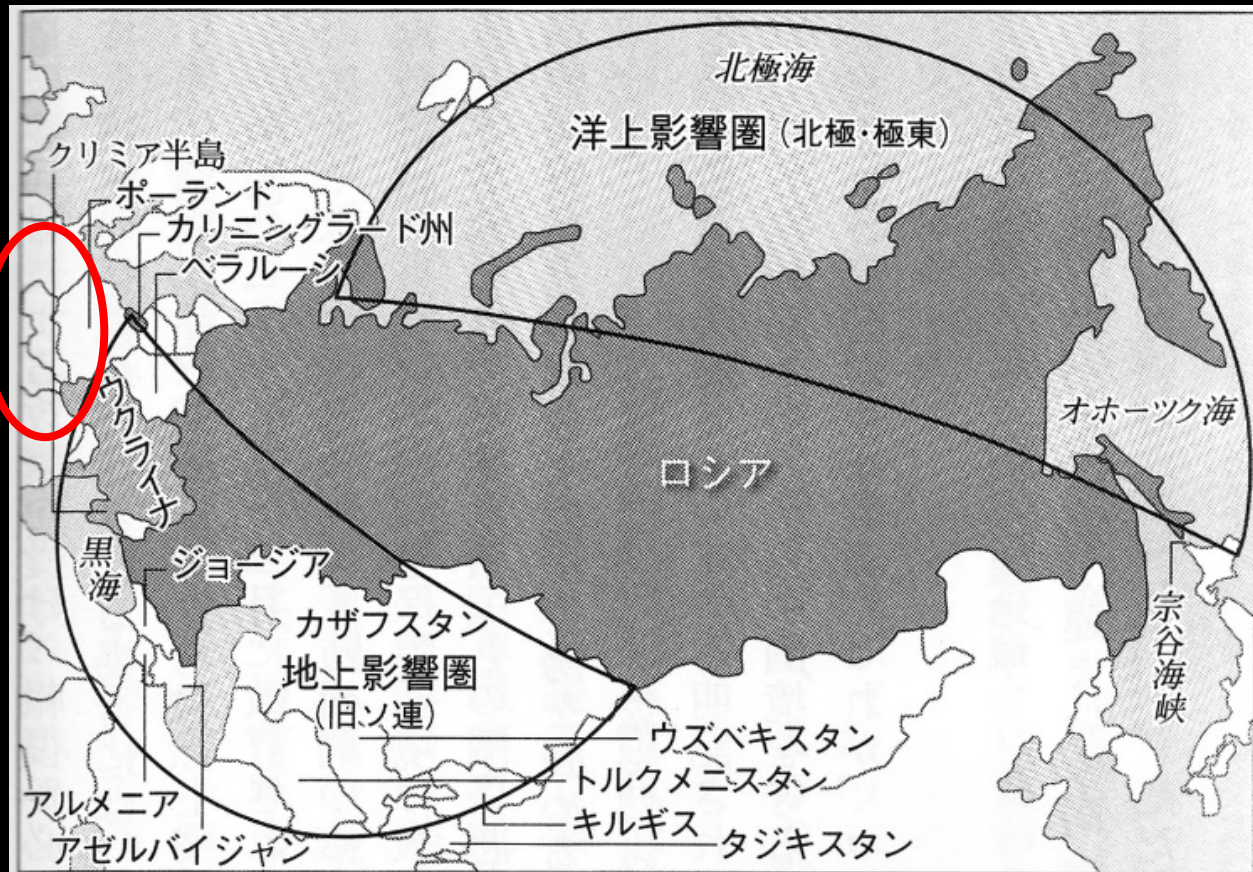 北極海
洋上影響圏（北極・極東）
クリミア半島
ポーランド
カリニングラード州
ベラルーシ
ウクライナ
オホーツク海
ロシア
黒海
ジョージア
カザフスタン
地上影響圏
（旧ソ連）
宗谷海峡
ウズベキスタン
トルクメニスタン
アルメニア
キルギス
アゼルバイジャン
タジキスタン